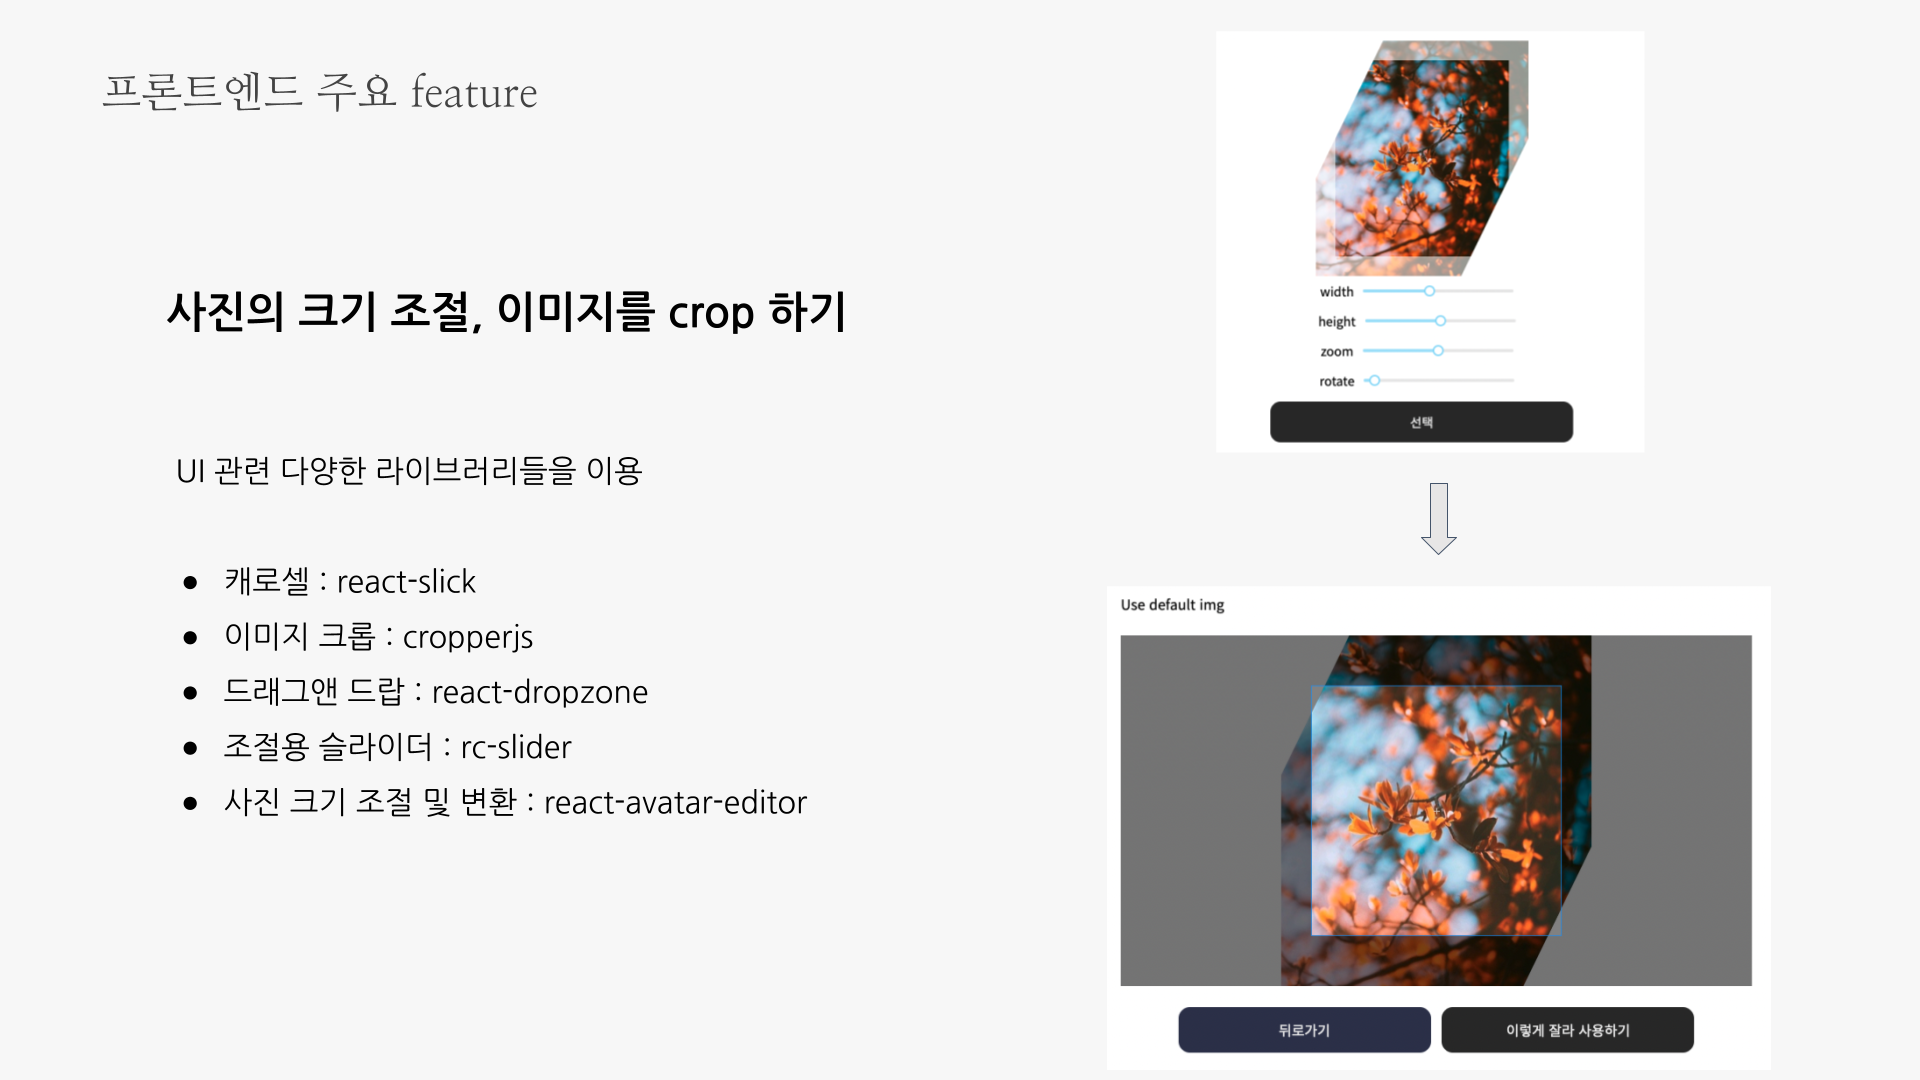 프론트엔드 주요 feature
사진의 크기 조절, 이미지를 crop 하기
UI 관련 다양한 라이브러리들을 이용
● 캐로셀 : react-slick
● 이미지 크롭 : cropperjs
● 드래그앤 드랍 : react-dropzone
● 조절용 슬라이더 : rc-slider
● 사진 크기 조절 및 변환 : react-avatar-editor
width
height
zoom
rotate
선택
Use default img
뒤로가기
이렇게 잘라 사용하기